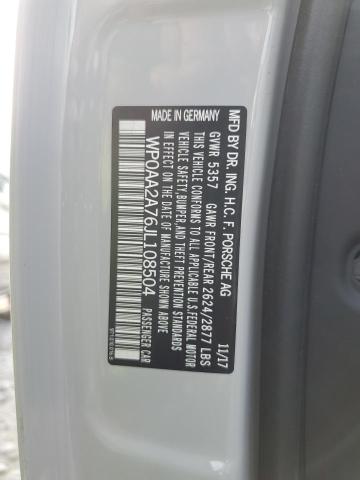 MFD BY DR. ING. H.C. F. PORSCHE AG
11/17
GVWR 5357 GAWR FRONT/REAR 2624/2877 LBS
THIS VEHICLE CONFORMS TO ALL APPLICABLE U.S. FEDERAL MOTOR
VEHICLE SAFETY, BUMPER, AND THEFT PREVENTION STANDARDS IN
EFFECT ON THE DATE OF MANUFACTURE SHOWN ABOVE
WP0AA2A76JL108504 PASSENGER CAR
MADE IN GERMANY